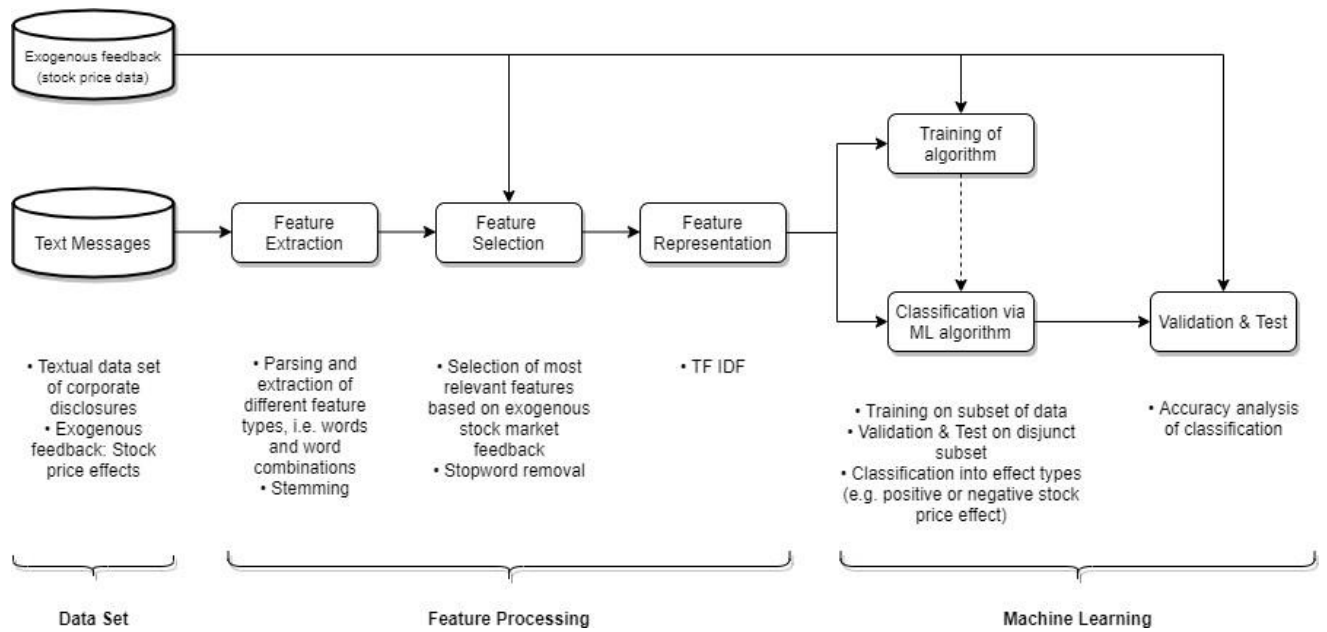 Exogenous feedback
(stock price data)
Training of
algorithm
Text Messages
Feature
Extraction
Feature
Selection
Feature
Representation
Classification via
ML algorithm
Validation & Test
• Textual data set
of corporate
disclosures
• Exogenous
feedback: Stock
price effects
• Parsing and
extraction of
different feature
types, i.e. words
and word
combinations
• Stemming
• Selection of most
relevant features
based on exogenous
stock market
feedback
• Stopword removal
• TF IDF
• Training on subset of data
• Validation & Test on disjunct
subset
• Classification into effect types
(e.g. positive or negative stock
price effect)
• Accuracy analysis
of classification
Data Set
Feature Processing
Machine Learning